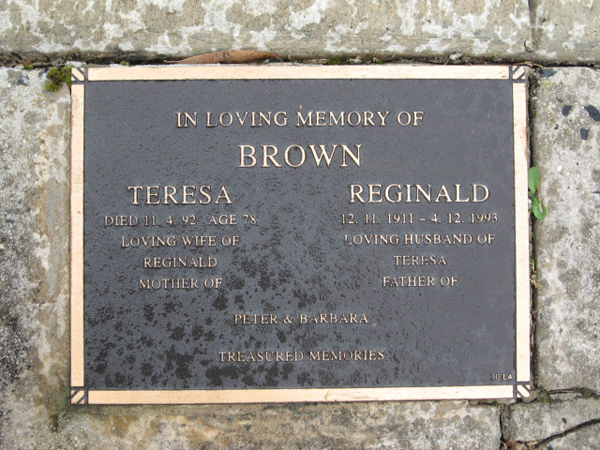 IN LOVING MEMORY OF
BROWN
TERESA
DIED 11. 4. 92 AGE 78
LOVING WIFE OF
REGINALD
MOTHER OF
REGINALD
12. 11. 1911 – 4. 12. 1993
LOVING HUSBAND OF
TERESA
FATHER OF
PETER & BARBARA
TREASURED MEMORIES